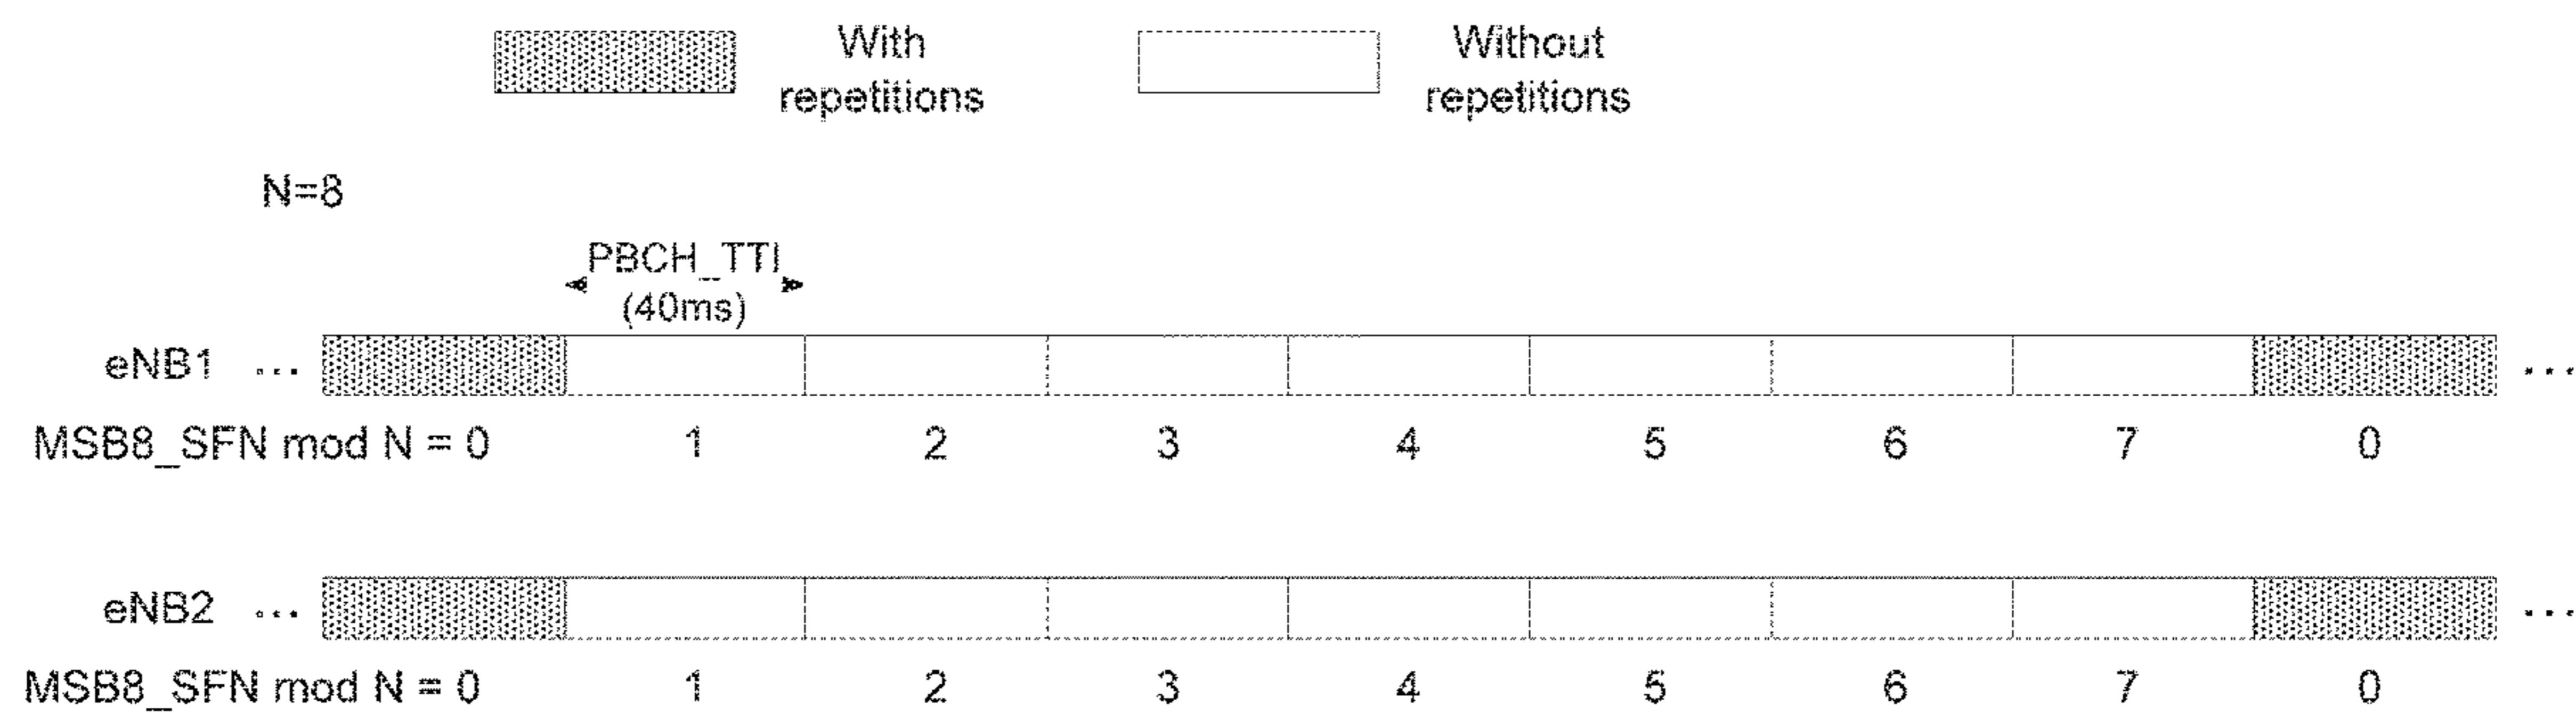 With
repetitions
Without
repetitions
N=8
PBCH_TTI
(40ms)
eNB1 ... ...
MSB8_SFN mod N = 0 1 2 3 4 5 6 7 0
eNB2 ... ...
MSB8_SFN mod N = 0 1 2 3 4 5 6 7 0